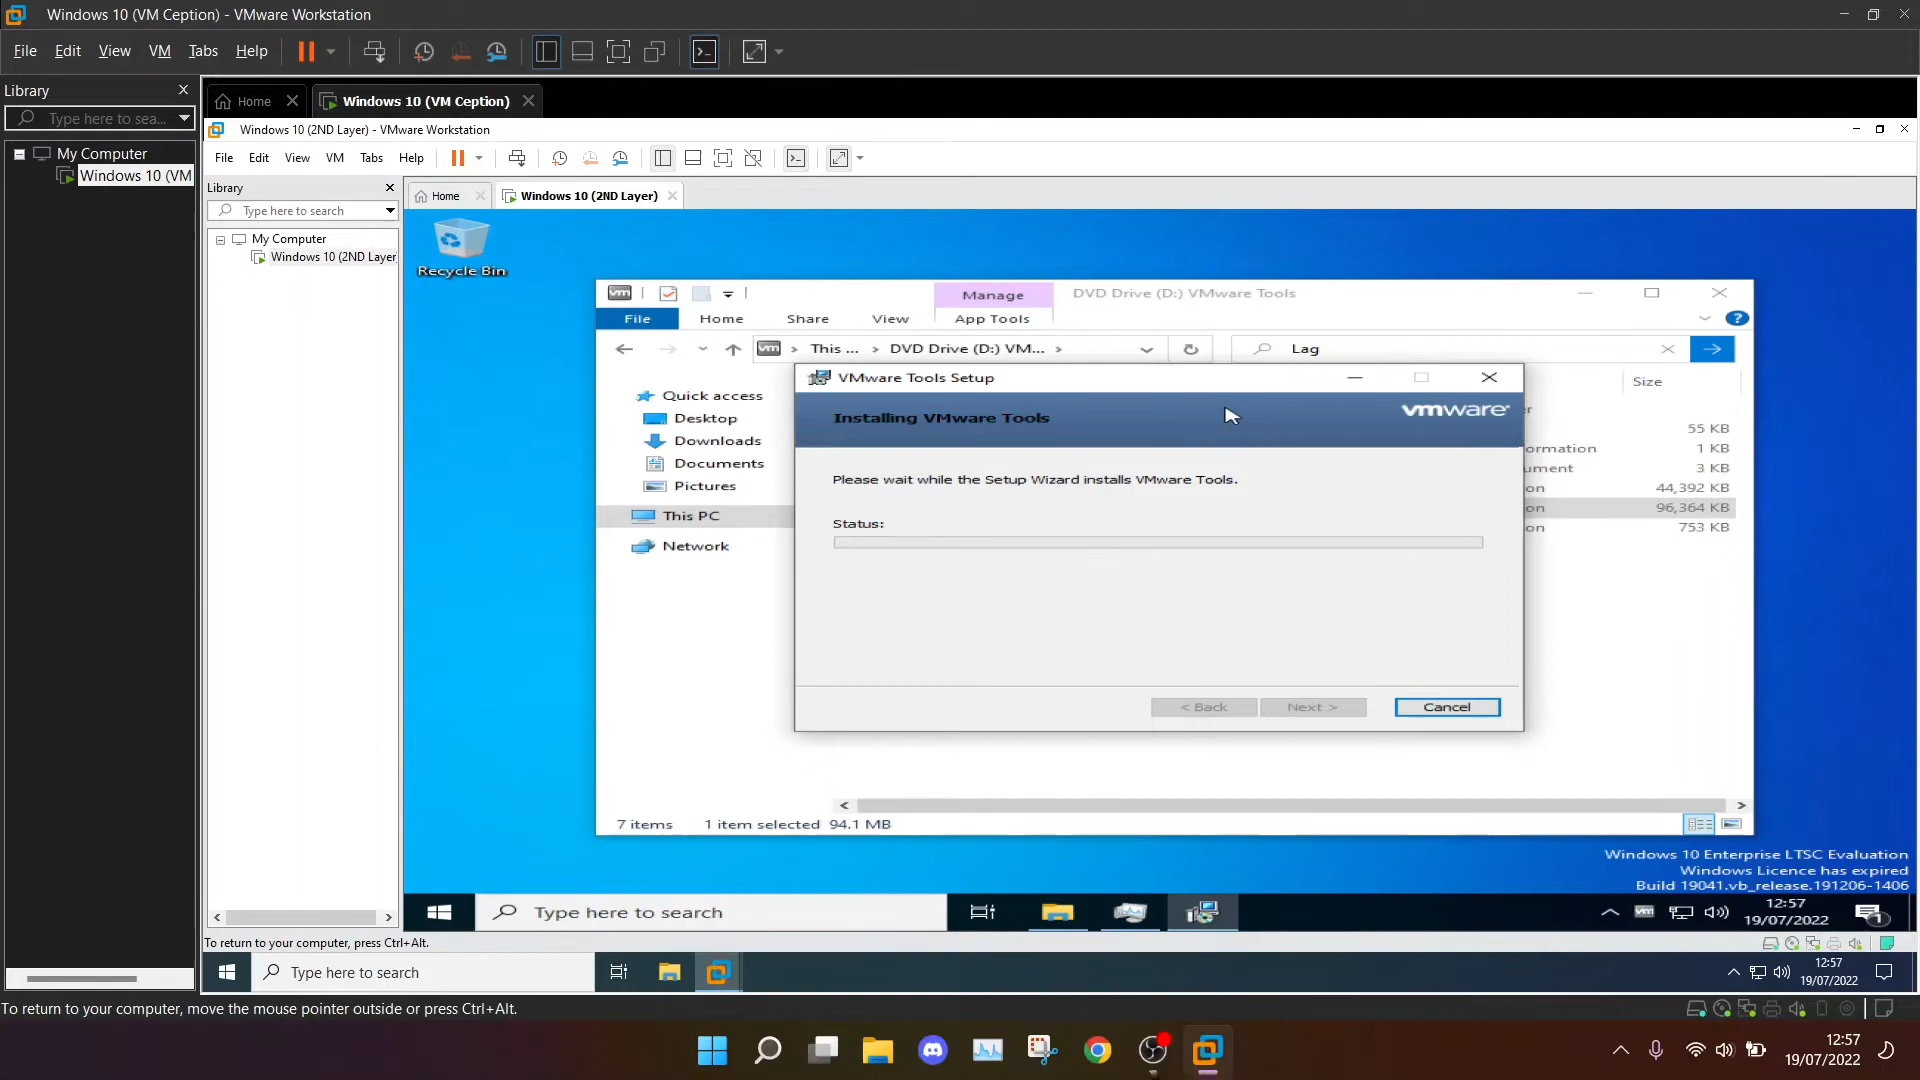 Windows 10 (VM Ception) - VMware Workstation
File Edit View VM Tabs Help
Library
Type here to sea...
My Computer
Windows 10 (VM
Home
Windows 10 (VM Ception)
Windows 10 (2ND Layer) - VMware Workstation
File Edit View VM Tabs Help
Library
Type here to search
My Computer
Windows 10 (2ND Layer
Home
Windows 10 (2ND Layer)
Recycle Bin
vm
Manage
DVD Drive (D:) VMware Tools
File Home Share View App Tools
?
vm > This ... > DVD Drive (D:) VM... >
Lag
Quick access
Desktop
Downloads
Documents
Pictures
This PC
Network
Size
55 KB
ormation 1 KB
ument 3 KB
on 44,392 KB
on 96,364 KB
on 753 KB
VMware Tools Setup
Installing VMware Tools
vmware®
Please wait while the Setup Wizard installs VMware Tools.
Status:
< Back Next > Cancel
7 items 1 item selected 94.1 MB
Windows 10 Enterprise LTSC Evaluation
Windows Licence has expired
Build 19041.vb_release.191206-1406
Type here to search
vm
12:57
19/07/2022
1
To return to your computer, press Ctrl+Alt.
Type here to search
12:57
19/07/2022
To return to your computer, move the mouse pointer outside or press Ctrl+Alt.
12:57
19/07/2022